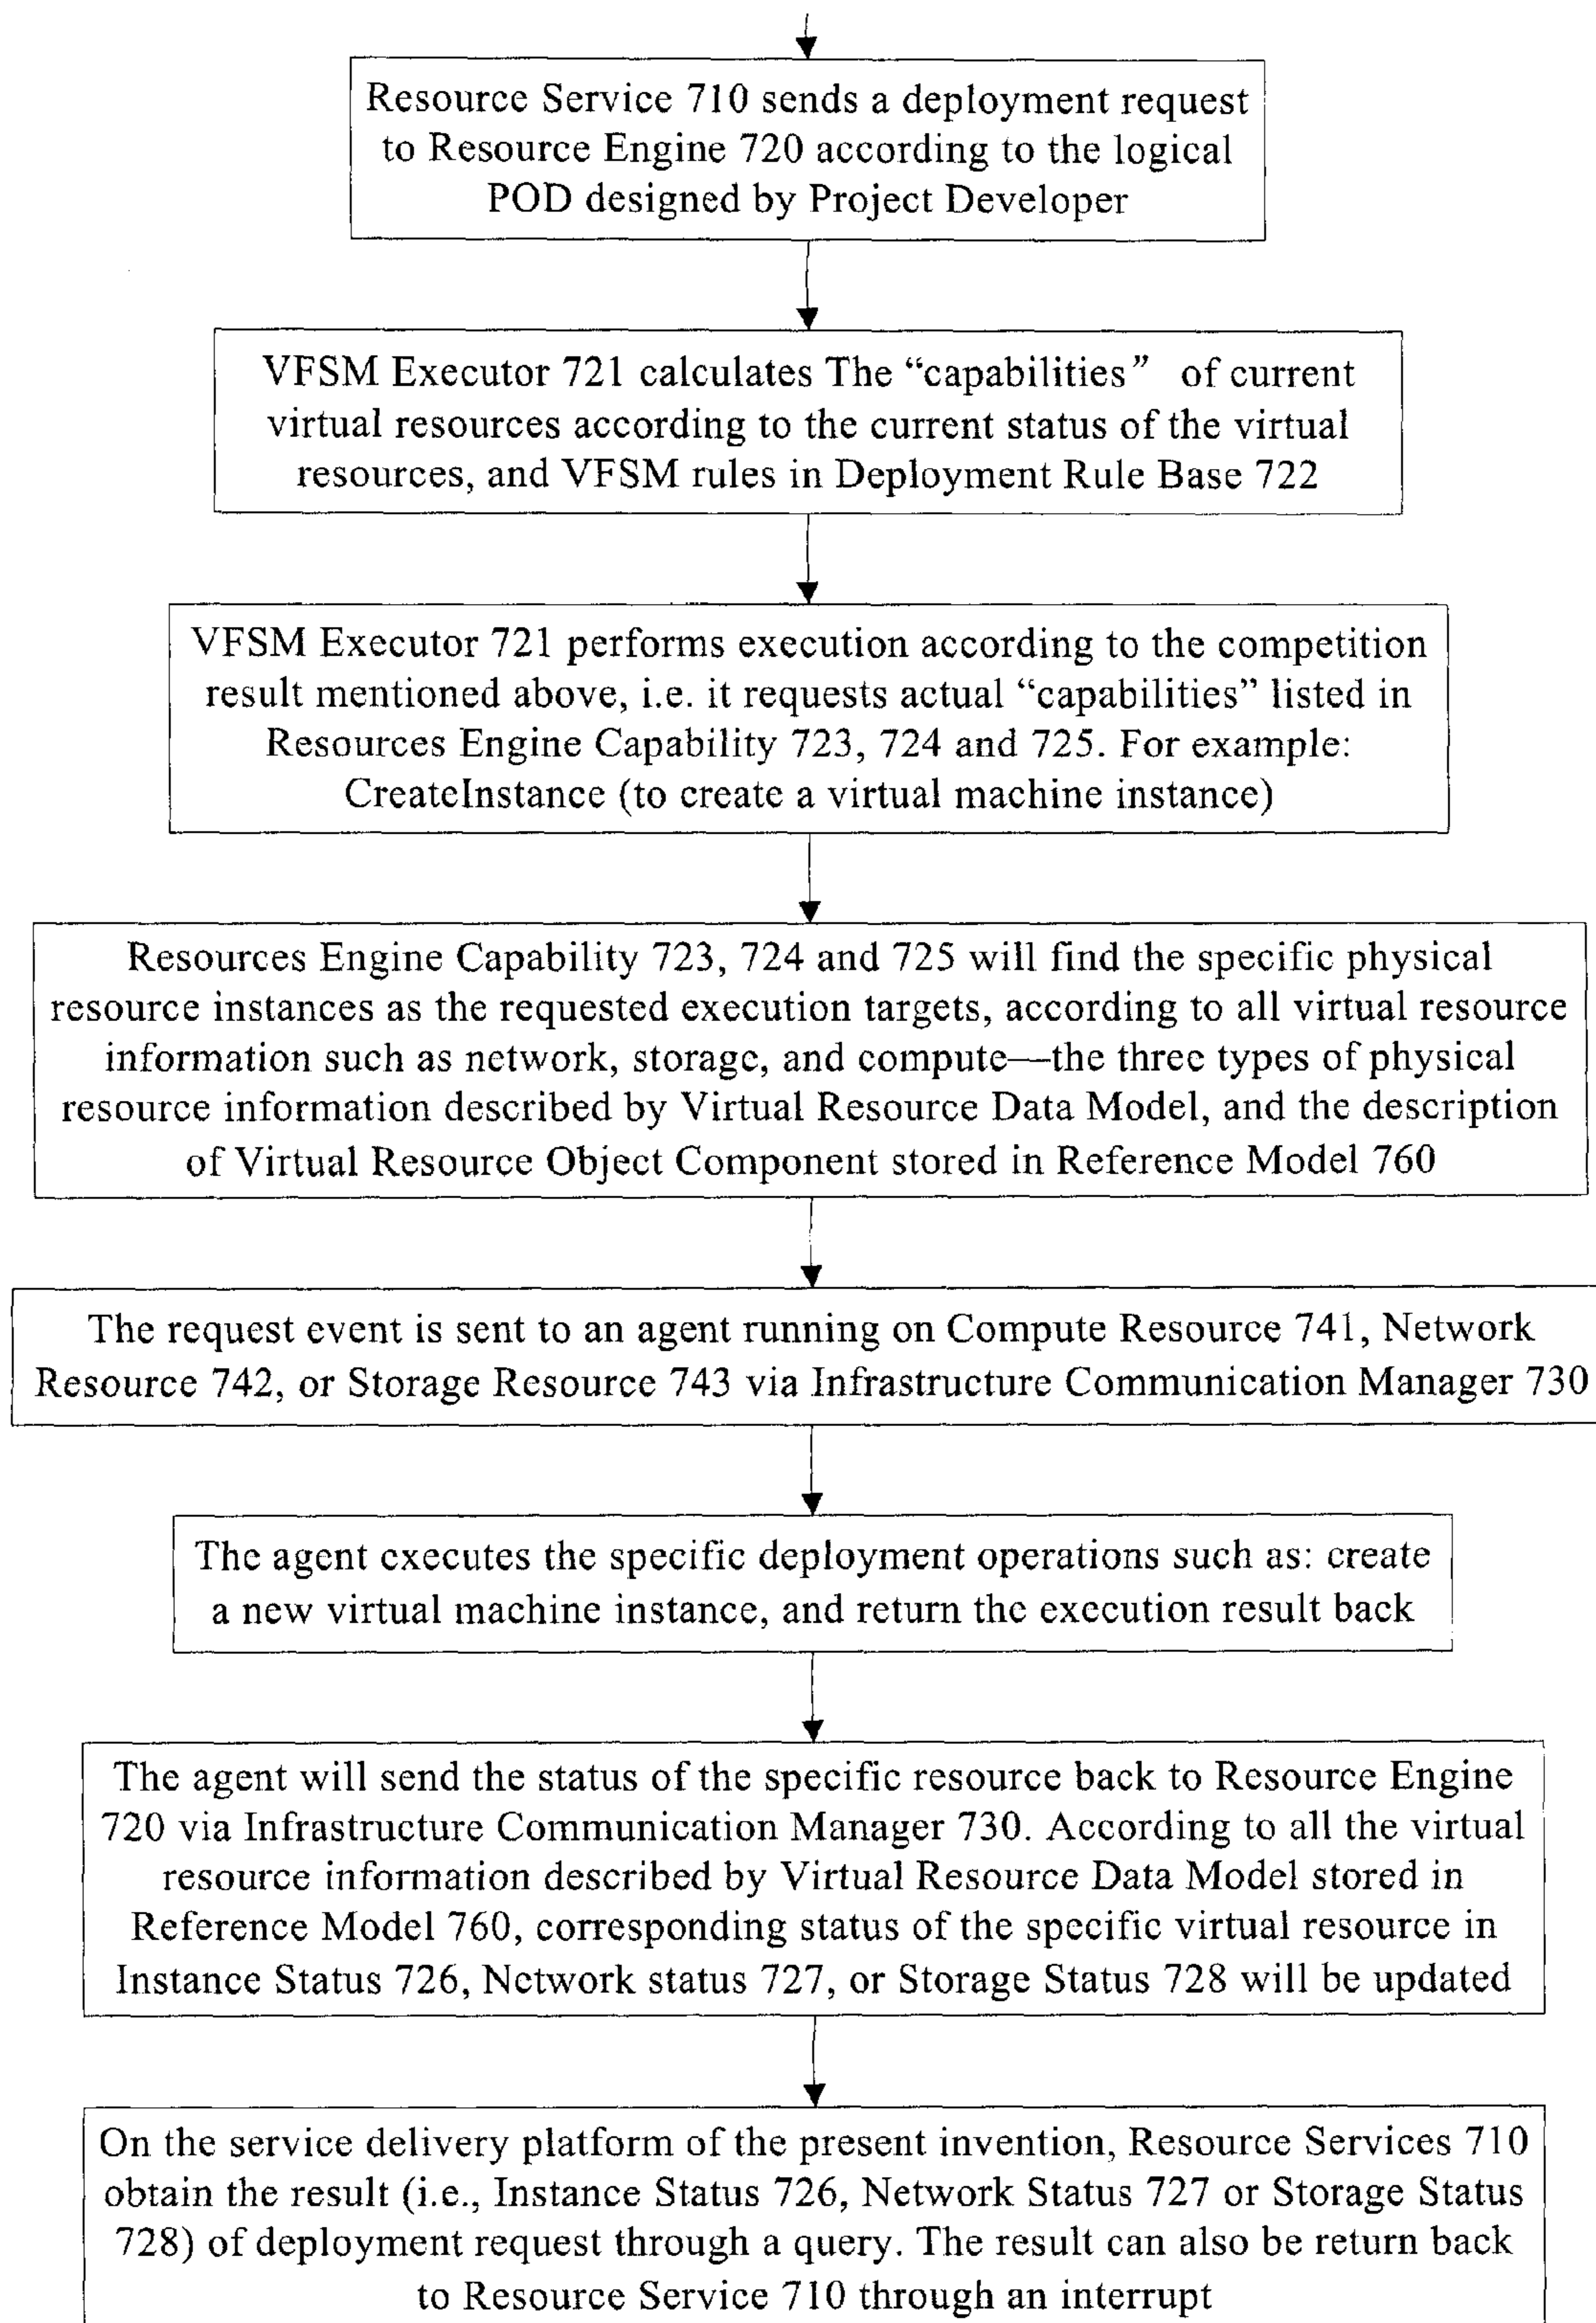 Resource Service 710 sends a deployment request
to Resource Engine 720 according to the logical
POD designed by Project Developer
VFSM Executor 721 calculates The “capabilities” of current
virtual resources according to the current status of the virtual
resources, and VFSM rules in Deployment Rule Base 722
VFSM Executor 721 performs execution according to the competition
result mentioned above, i.e. it requests actual “capabilities” listed in
Resources Engine Capability 723, 724 and 725. For example:
CreateInstance (to create a virtual machine instance)
Resources Engine Capability 723, 724 and 725 will find the specific physical
resource instances as the requested execution targets, according to all virtual resource
information such as network, storage, and compute—the three types of physical
resource information described by Virtual Resource Data Model, and the description
of Virtual Resource Object Component stored in Reference Model 760
The request event is sent to an agent running on Compute Resource 741, Network
Resource 742, or Storage Resource 743 via Infrastructure Communication Manager 730
The agent executes the specific deployment operations such as: create
a new virtual machine instance, and return the execution result back
The agent will send the status of the specific resource back to Resource Engine
720 via Infrastructure Communication Manager 730. According to all the virtual
resource information described by Virtual Resource Data Model stored in
Reference Model 760, corresponding status of the specific virtual resource in
Instance Status 726, Network status 727, or Storage Status 728 will be updated
On the service delivery platform of the present invention, Resource Services 710
obtain the result (i.e., Instance Status 726, Network Status 727 or Storage Status
728) of deployment request through a query. The result can also be return back
to Resource Service 710 through an interrupt